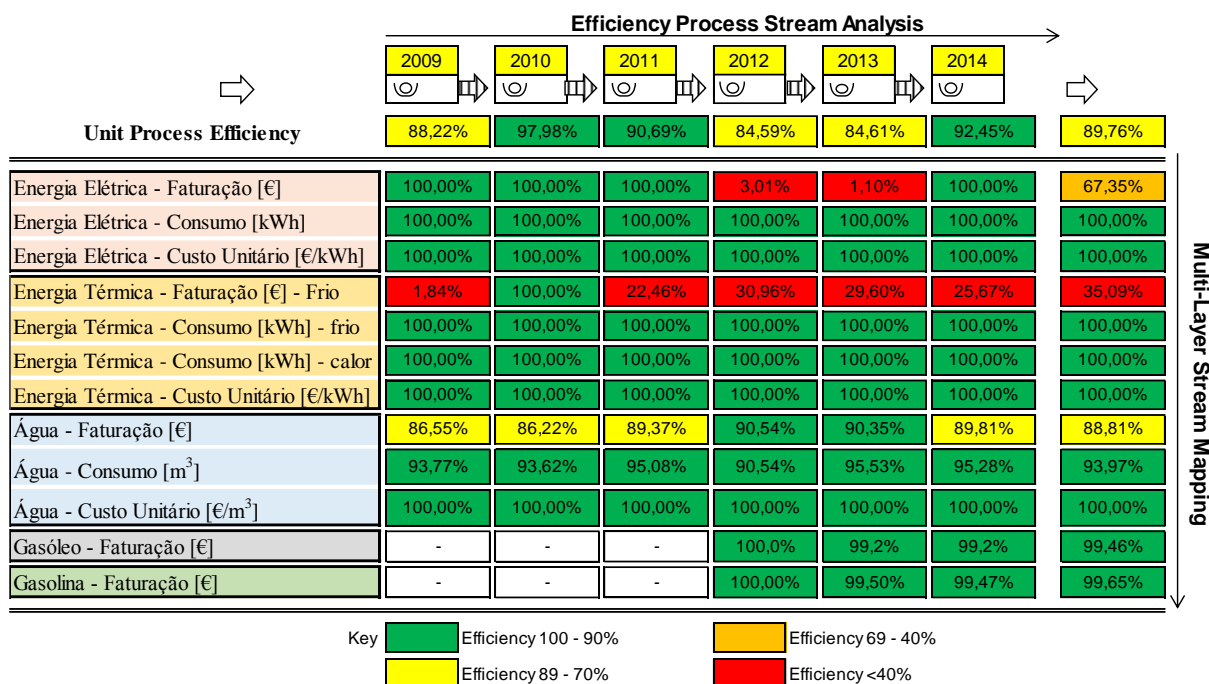 Efficiency Process Stream Analysis
2009 2010 2011 2012 2013 2014
Unit Process Efficiency 88,22% 97,98% 90,69% 84,59% 84,61% 92,45% 89,76%
Energia Elétrica - Faturação [€] 100,00% 100,00% 100,00% 3,01% 1,10% 100,00% 67,35%
Energia Elétrica - Consumo [kWh] 100,00% 100,00% 100,00% 100,00% 100,00% 100,00% 100,00%
Energia Elétrica - Custo Unitário [€/kWh] 100,00% 100,00% 100,00% 100,00% 100,00% 100,00% 100,00%
Energia Térmica - Faturação [€] - Frio 1,84% 100,00% 22,46% 30,96% 29,60% 25,67% 35,09%
Energia Térmica - Consumo [kWh] - frio 100,00% 100,00% 100,00% 100,00% 100,00% 100,00% 100,00%
Energia Térmica - Consumo [kWh] - calor 100,00% 100,00% 100,00% 100,00% 100,00% 100,00% 100,00%
Energia Térmica - Custo Unitário [€/kWh] 100,00% 100,00% 100,00% 100,00% 100,00% 100,00% 100,00%
Água - Faturação [€] 86,55% 86,22% 89,37% 90,54% 90,35% 89,81% 88,81%
Água - Consumo [m³] 93,77% 93,62% 95,08% 90,54% 95,53% 95,28% 93,97%
Água - Custo Unitário [€/m³] 100,00% 100,00% 100,00% 100,00% 100,00% 100,00% 100,00%
Gasóleo - Faturação [€] - - - 100,0% 99,2% 99,2% 99,46%
Gasolina - Faturação [€] - - - 100,00% 99,50% 99,47% 99,65%
Multi-Layer Stream Mapping
Key Efficiency 100 - 90% Efficiency 69 - 40%
Efficiency 89 - 70% Efficiency <40%